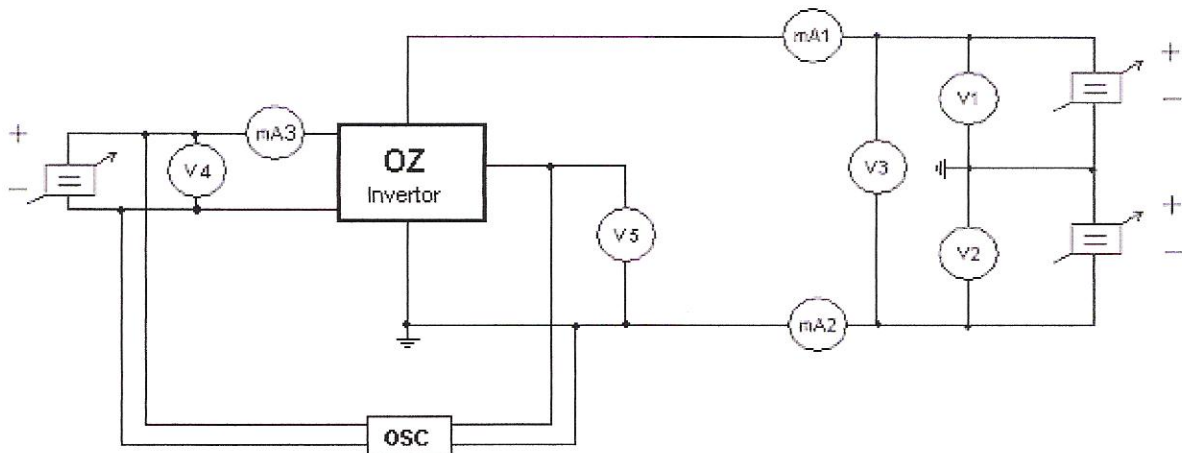 mA1
+
V1
−
+
mA3
V4
−
OZ
Invertor
V3
V5
V2
+
−
mA2
OSC